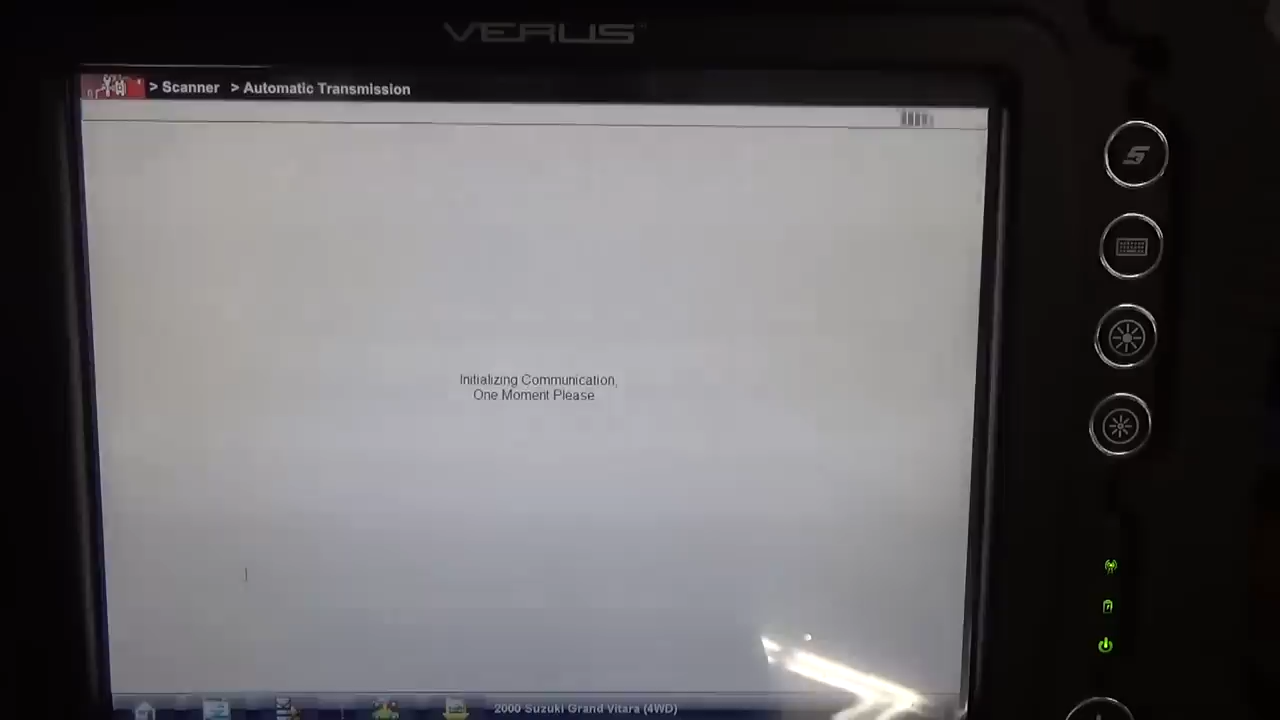 VERUS
> Scanner > Automatic Transmission
Initializing Communication,
One Moment Please
2000 Suzuki Grand Vitara (4WD)